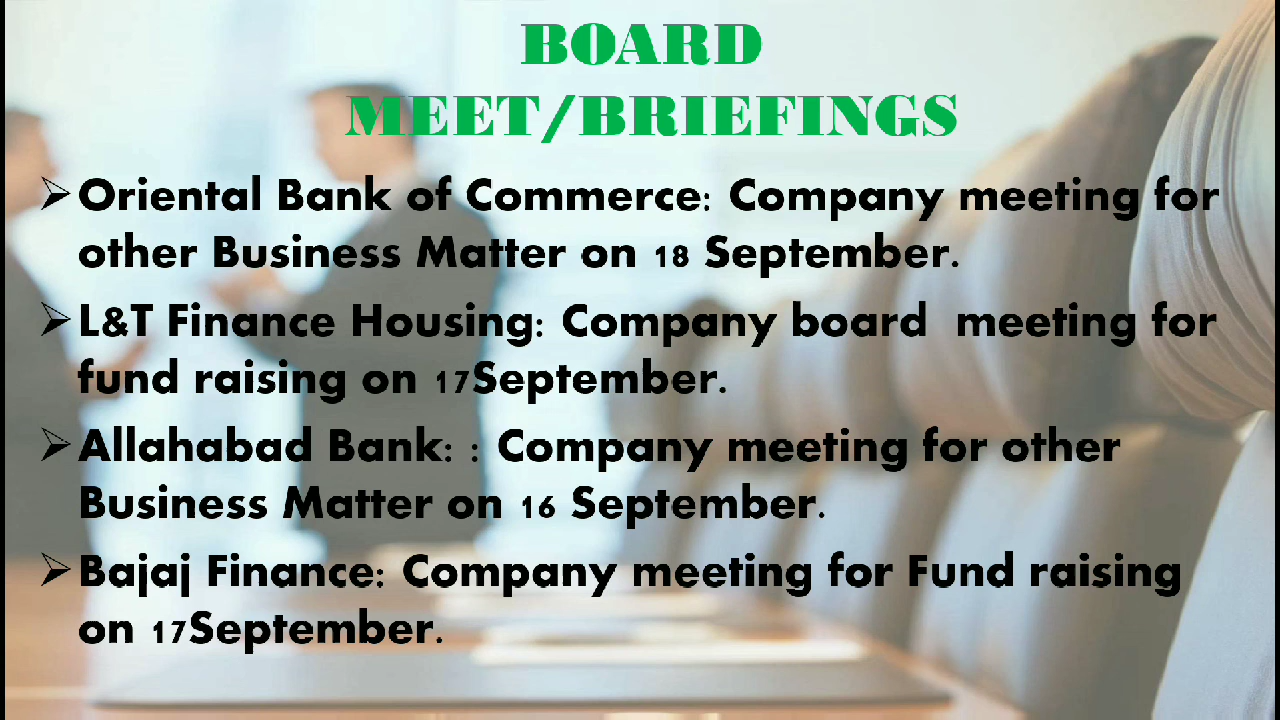 BOARD
MEET/BRIEFINGS
➢Oriental Bank of Commerce: Company meeting for
other Business Matter on 18 September.
➢L&T Finance Housing: Company board  meeting for
fund raising on 17September.
➢Allahabad Bank: : Company meeting for other
Business Matter on 16 September.
➢Bajaj Finance: Company meeting for Fund raising
on 17September.